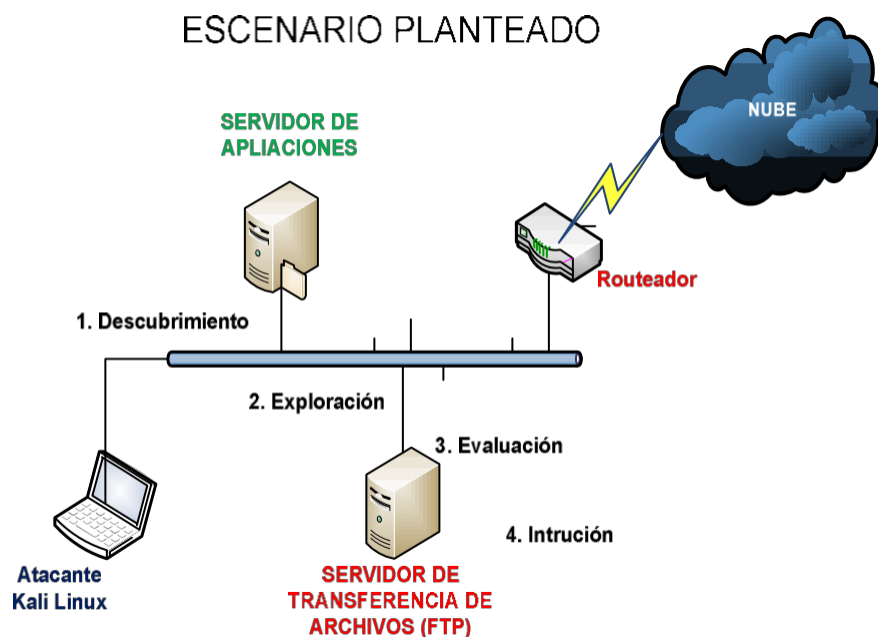 ESCENARIO PLANTEADO
NUBE
SERVIDOR DE
APLIACIONES
Routeador
1. Descubrimiento
2. Exploración
3. Evaluación
4. Intrución
Atacante
Kali Linux
SERVIDOR DE
TRANSFERENCIA DE
ARCHIVOS (FTP)